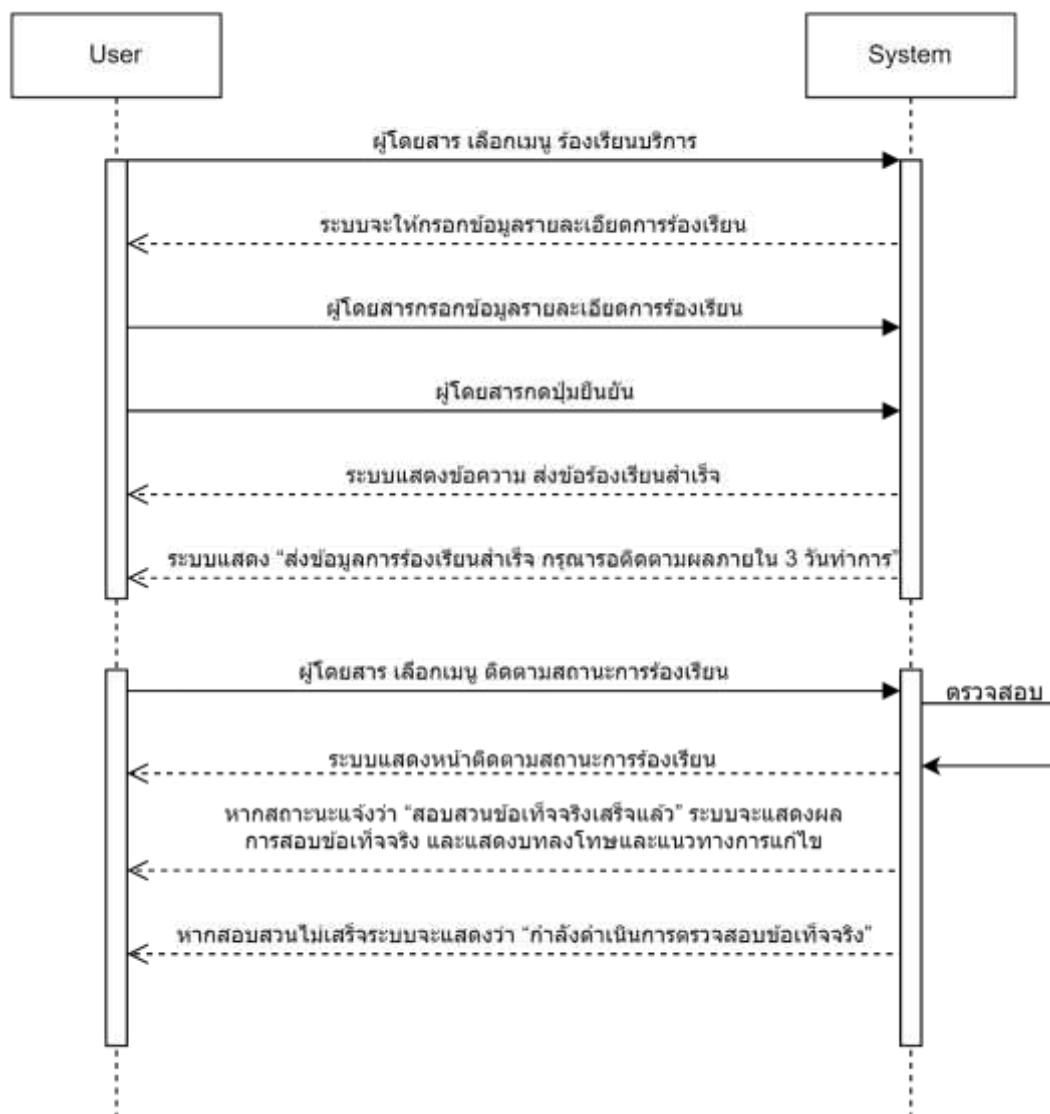 User
System
ผู้โดยสาร เลือกเมนู ร้องเรียนบริการ
ระบบจะให้กรอกข้อมูลรายละเอียดการร้องเรียน
ผู้โดยสารกรอกข้อมูลรายละเอียดการร้องเรียน
ผู้โดยสารกดปุ่มยืนยัน
ระบบแสดงข้อความ ส่งข้อร้องเรียนสำเร็จ
ระบบแสดง “ส่งข้อมูลการร้องเรียนสำเร็จ กรุณารอติดตามผลภายใน 3 วันทำการ”
ผู้โดยสาร เลือกเมนู ติดตามสถานะการร้องเรียน
ตรวจสอบ
ระบบแสดงหน้าติดตามสถานะการร้องเรียน
หากสถาะนะแจ้งว่า “สอบสวนข้อเท็จจริงเสร็จแล้ว” ระบบจะแสดงผล
การสอบข้อเท็จจริง และแสดงบทลงโทษและแนวทางการแก้ไข
หากสอบสวนไม่เสร็จระบบจะแสดงว่า “กำลังดำเนินการตรวจสอบข้อเท็จจริง”